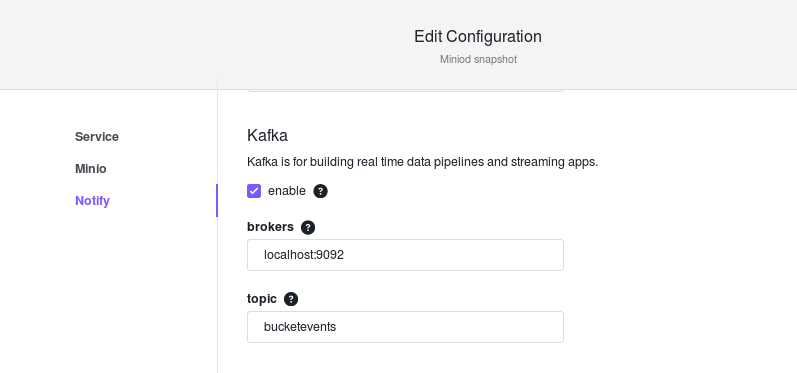 Edit Configuration
Miniod snapshot
Service
Minio
Notify
Kafka
Kafka is for building real time data pipelines and streaming apps.
enable ?
brokers ?
localhost:9092
topic ?
bucketevents